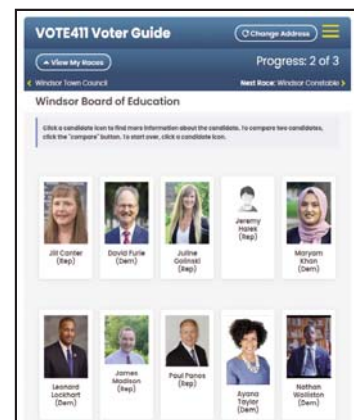 VOTE411 Voter Guide
Change Address
View My Races
Progress: 2 of 3
Windsor Town Council
Next Race: Windsor Constable
Windsor Board of Education
Click a candidate icon to find more information about the candidate. To compare two candidates,
click the "compare" button. To start over, click a candidate icon.
Jill Canter
(Rep)
David Furie
(Dem)
Juline
Golinski
(Rep)
Jeremy
Halek
(Rep)
Maryam
Khan
(Dem)
Leonard
Lockhart
(Dem)
James
Madison
(Rep)
Paul Panos
(Rep)
Ayana
Taylor
(Dem)
Nathan
Wolliston
(Dem)